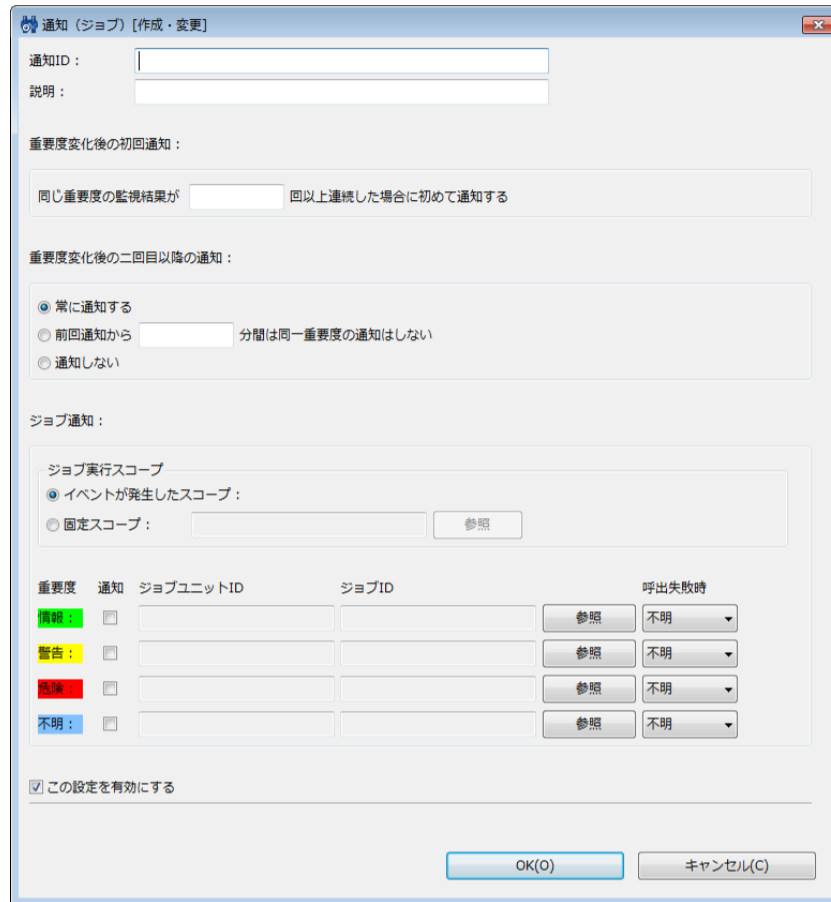 通知（ジョブ）[作成・変更]
通知ID：
説明：
重要度変化後の初回通知：
同じ重要度の監視結果が 回以上連続した場合に初めて通知する
重要度変化後の二回目以降の通知：
常に通知する
前回通知から 分間は同一重要度の通知はしない
通知しない
ジョブ通知：
ジョブ実行スコープ
イベントが発生したスコープ：
固定スコープ： 参照
重要度 通知 ジョブユニットID ジョブID 呼出失敗時
情報： 参照 不明
警告： 参照 不明
危険： 参照 不明
不明： 参照 不明
この設定を有効にする
OK(O) キャンセル(C)